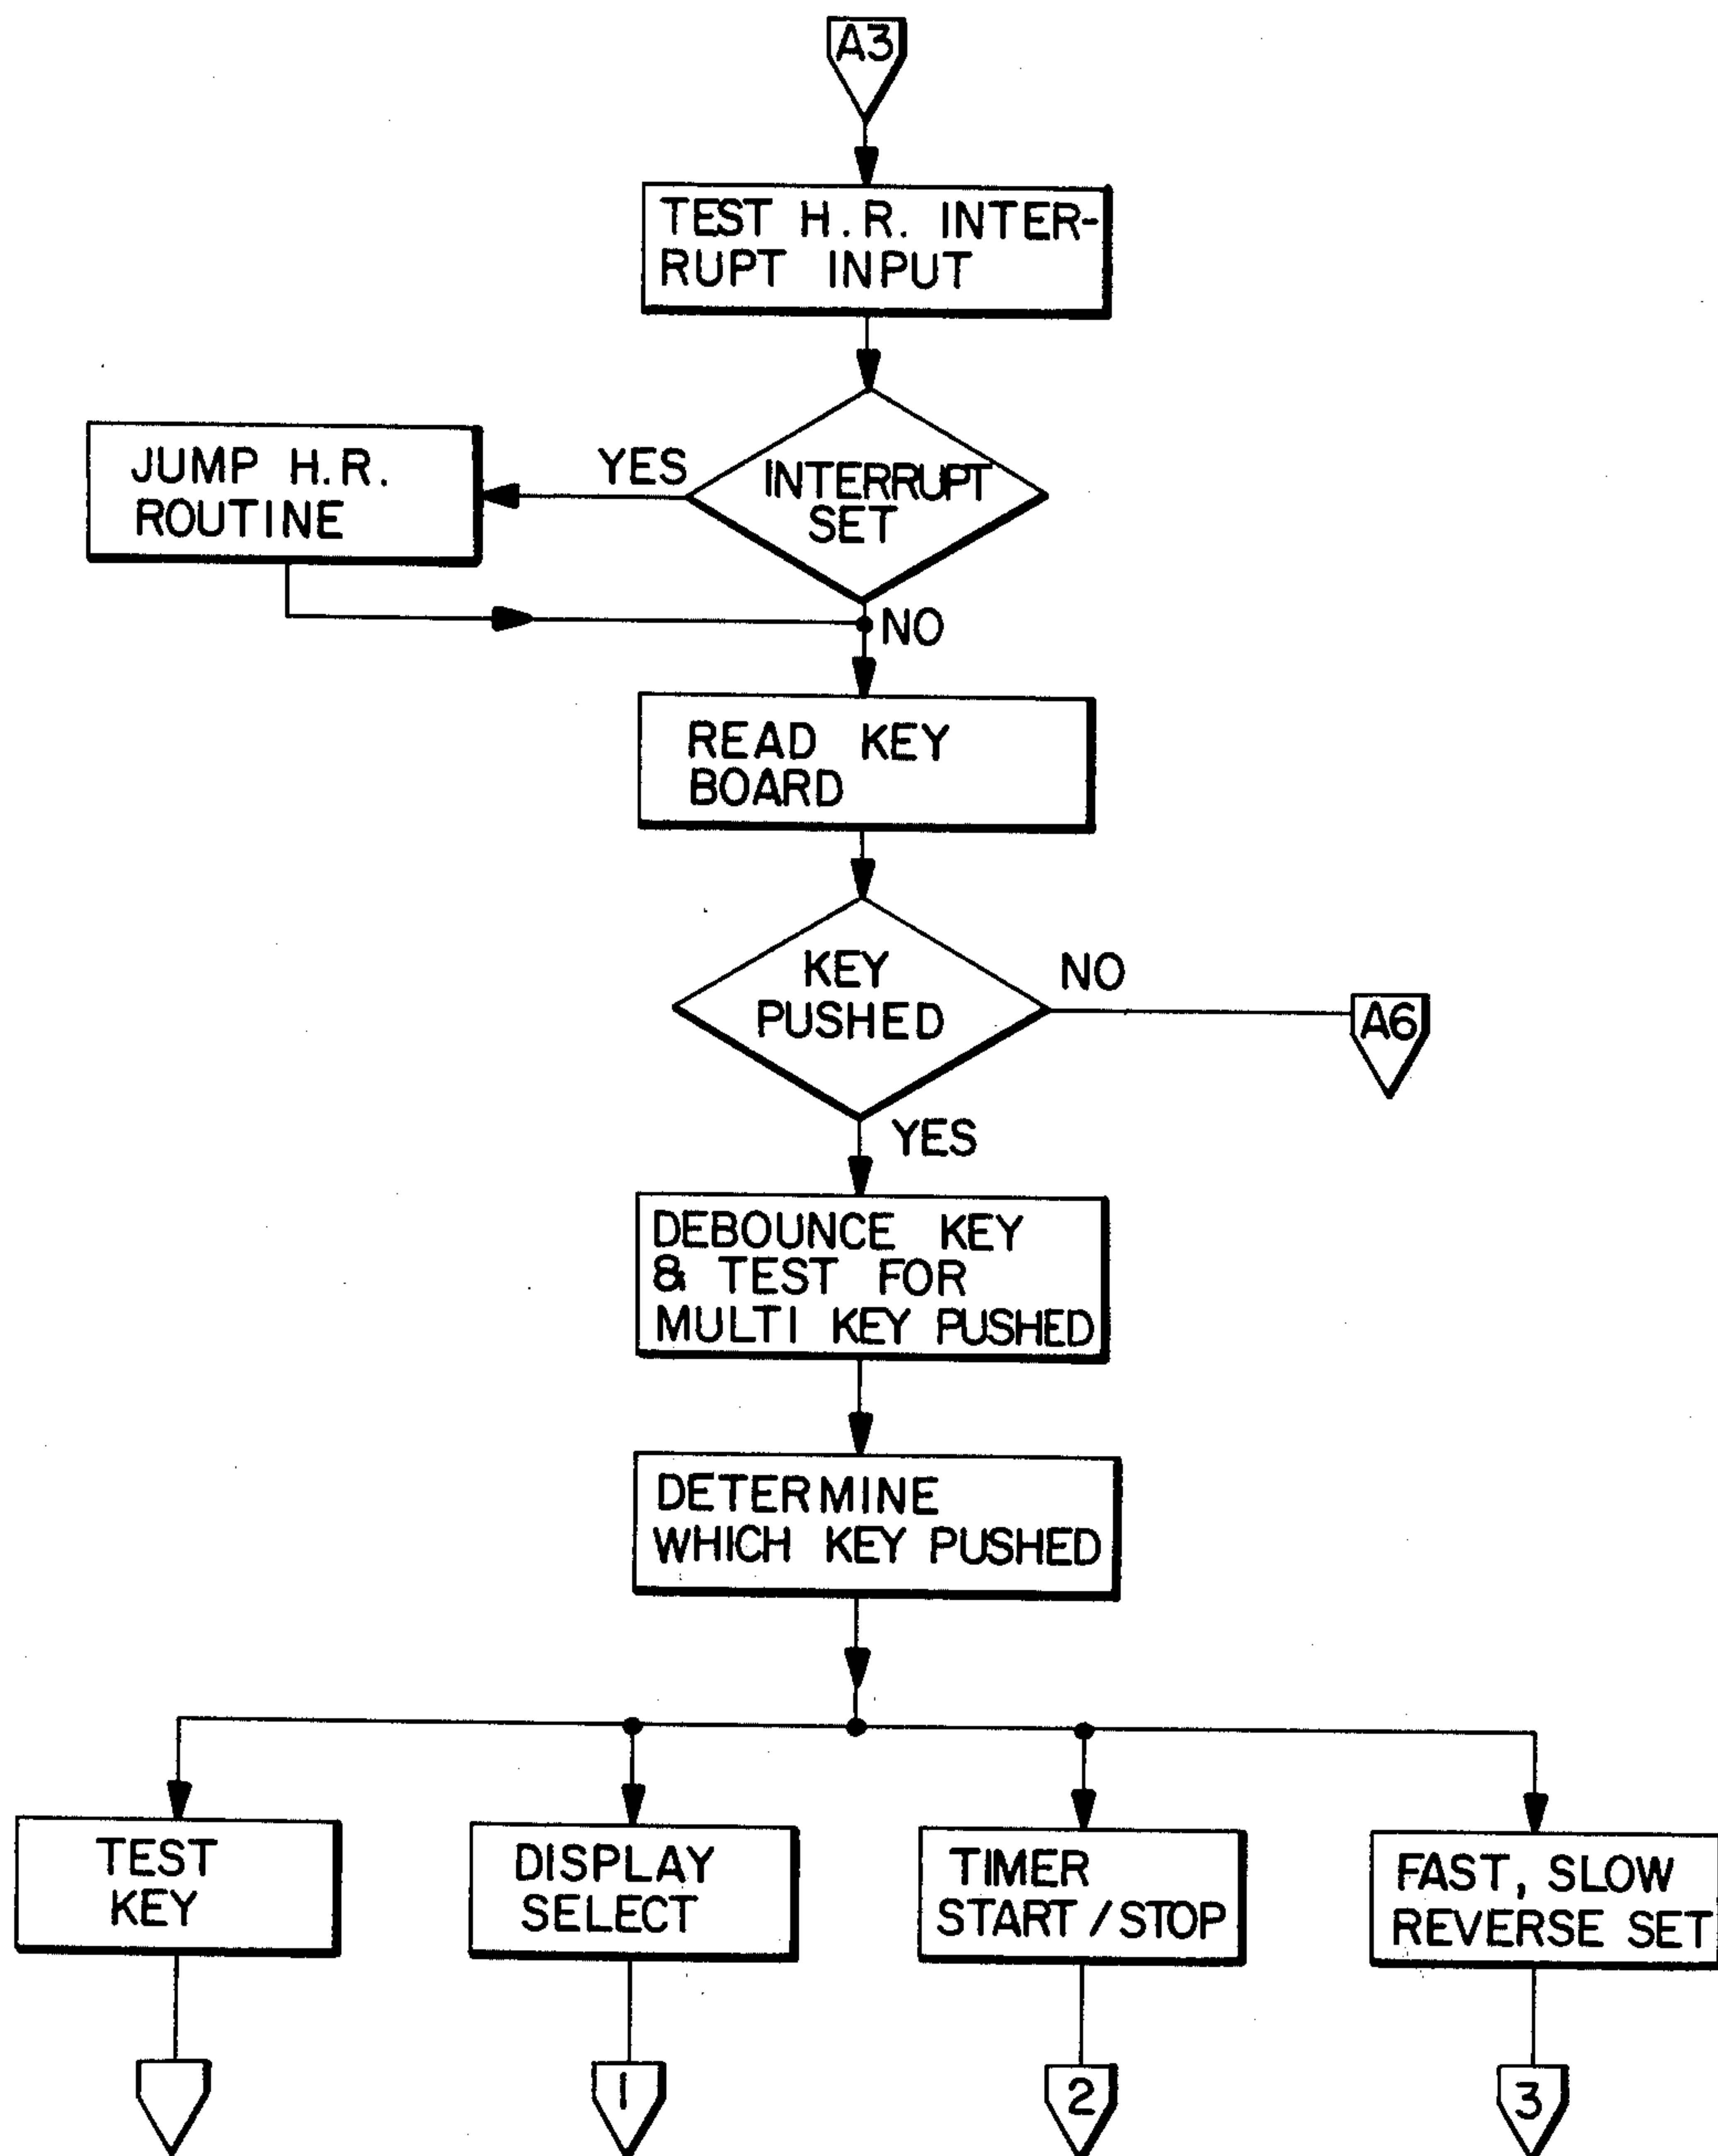 A3
TEST H.R. INTER-
RUPT INPUT
JUMP H.R.
ROUTINE
YES
INTERRUPT
SET
NO
READ KEY
BOARD
KEY
PUSHED
NO
A6
YES
DEBOUNCE KEY
& TEST FOR
MULTI KEY PUSHED
DETERMINE
WHICH KEY PUSHED
TEST
KEY
DISPLAY
SELECT
TIMER
START / STOP
FAST, SLOW
REVERSE SET
1
2
3